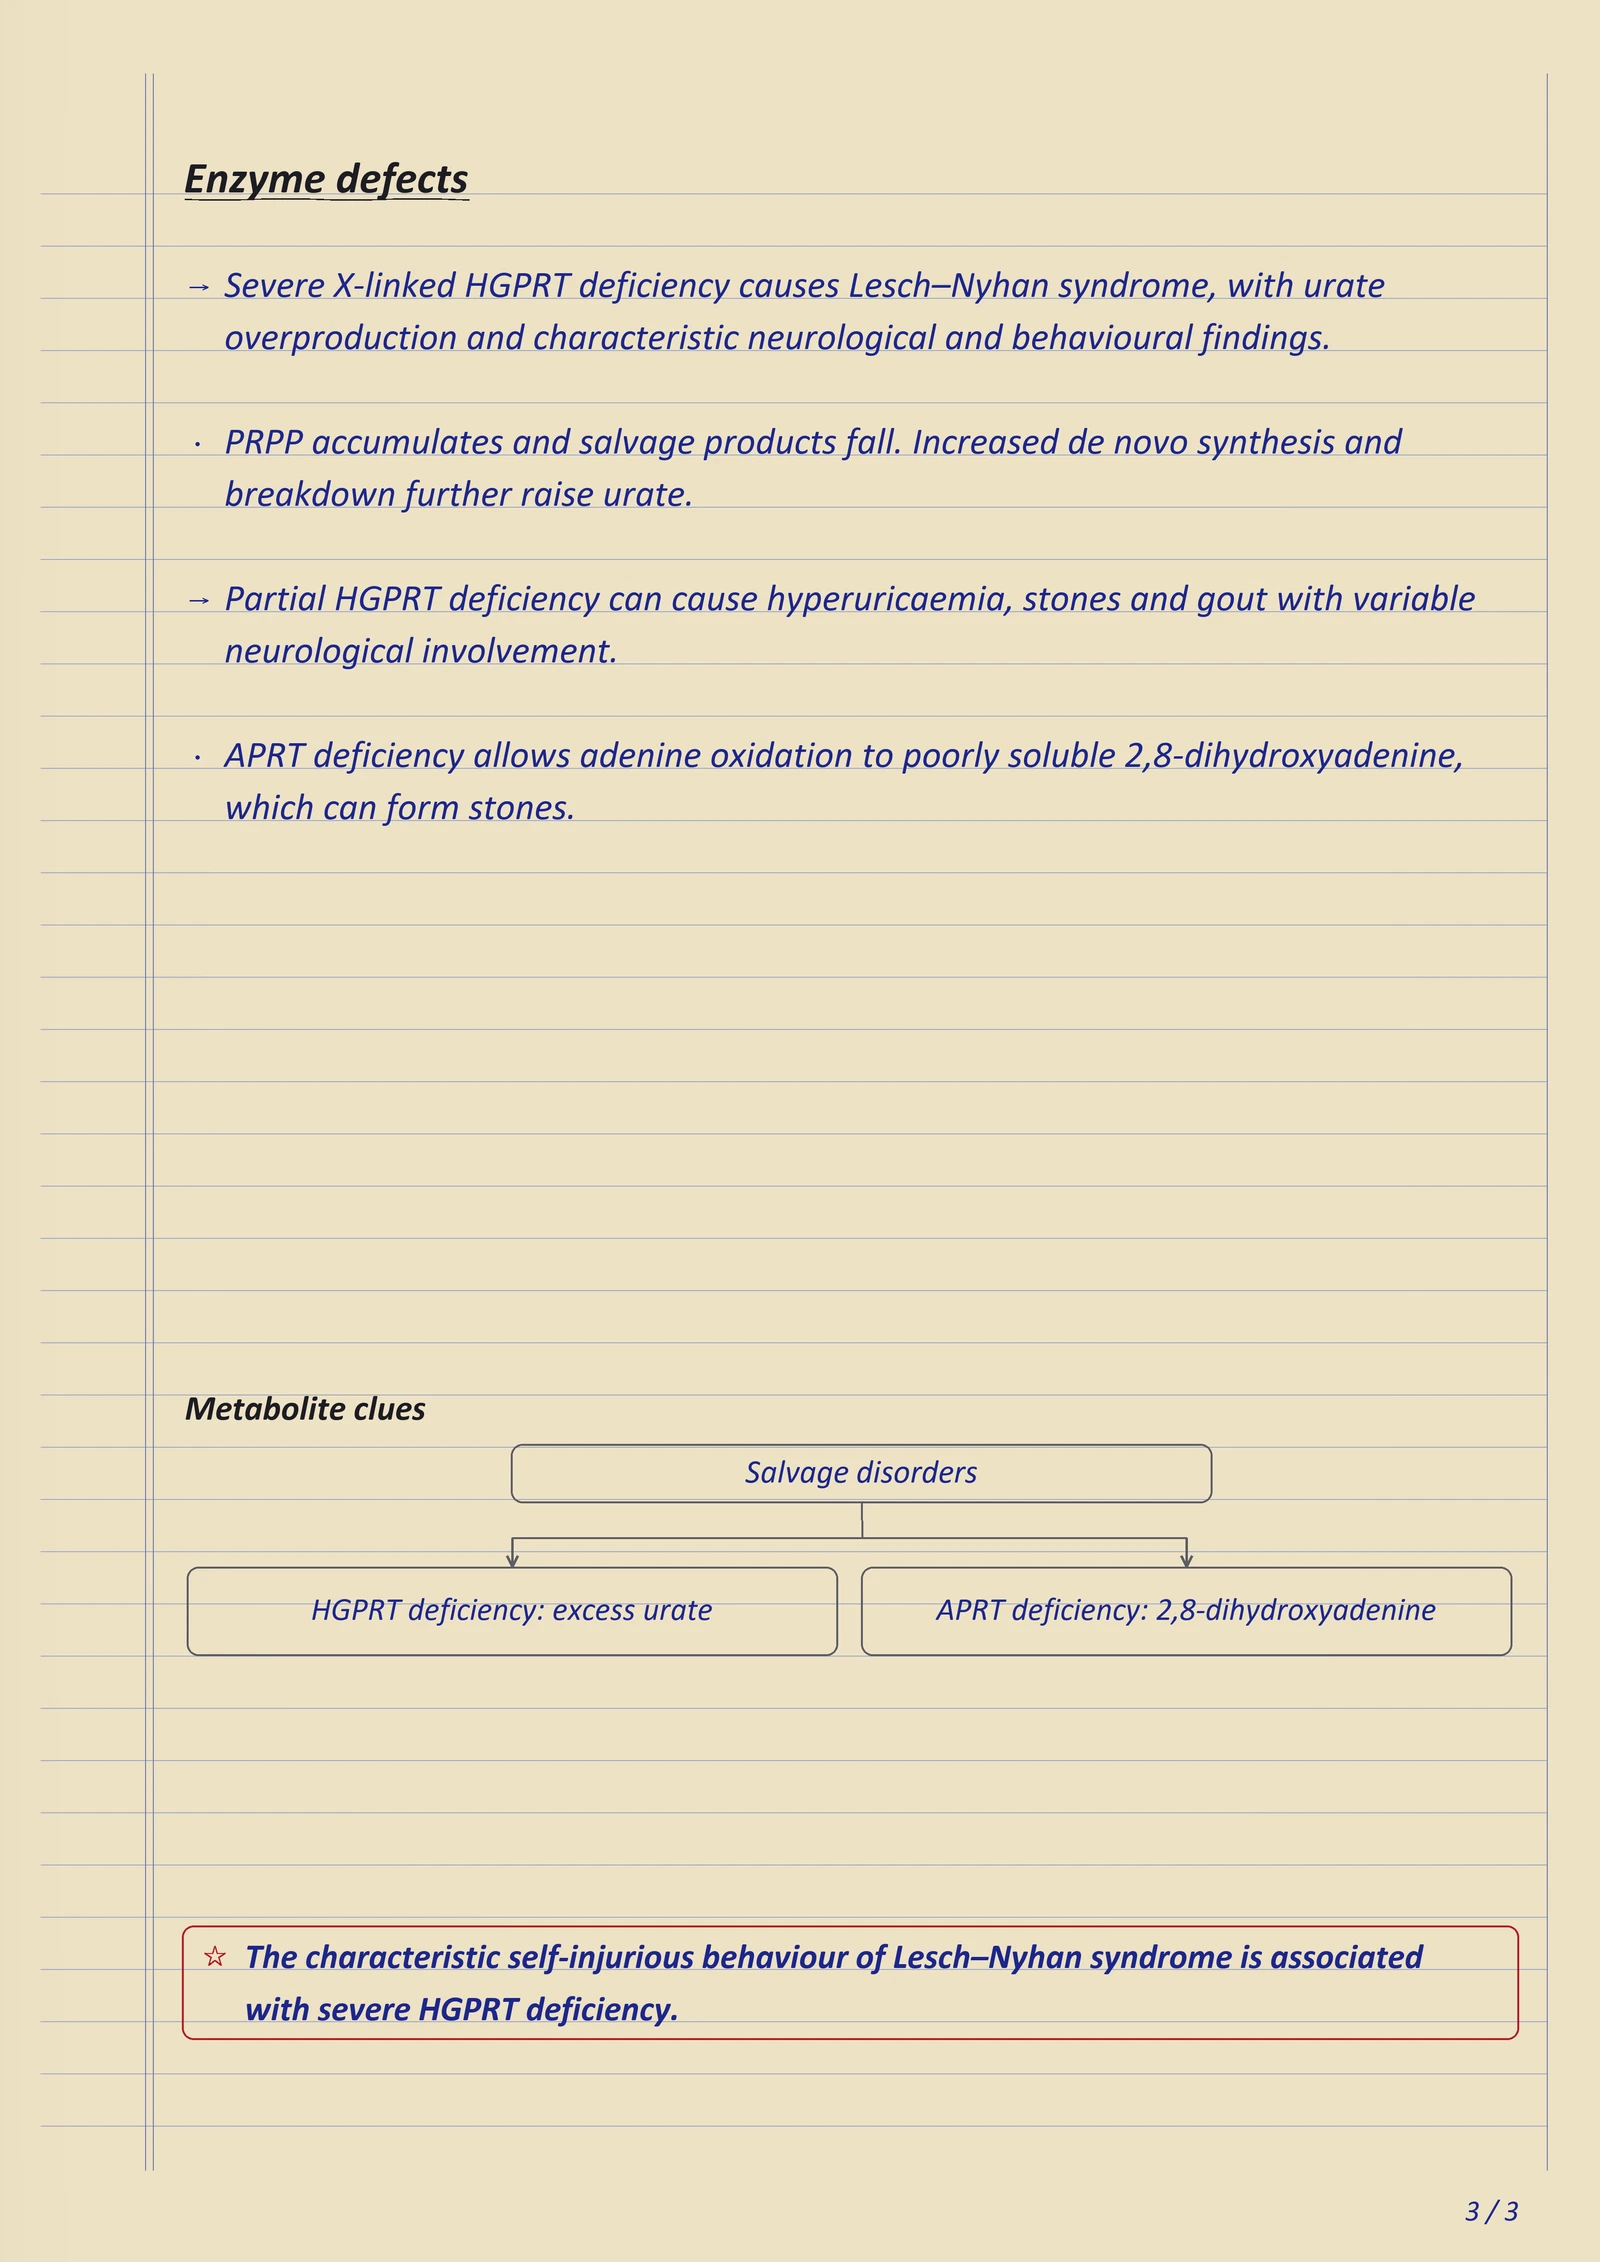 Enzyme defects
→ Severe X-linked HGPRT deficiency causes Lesch–Nyhan syndrome, with urate
overproduction and characteristic neurological and behavioural findings.
· PRPP accumulates and salvage products fall. Increased de novo synthesis and
breakdown further raise urate.
→ Partial HGPRT deficiency can cause hyperuricaemia, stones and gout with variable
neurological involvement.
· APRT deficiency allows adenine oxidation to poorly soluble 2,8-dihydroxyadenine,
which can form stones.
Metabolite clues
Salvage disorders
HGPRT deficiency: excess urate
APRT deficiency: 2,8-dihydroxyadenine
☆ The characteristic self-injurious behaviour of Lesch–Nyhan syndrome is associated
with severe HGPRT deficiency.
3 / 3